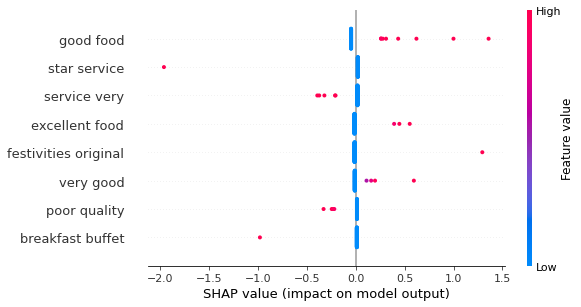 High
good food
star service
service very
excellent food
festivities original
very good
poor quality
breakfast buffet
Low
Feature value
−2.0 −1.5 −1.0 −0.5 0.0 0.5 1.0 1.5
SHAP value (impact on model output)